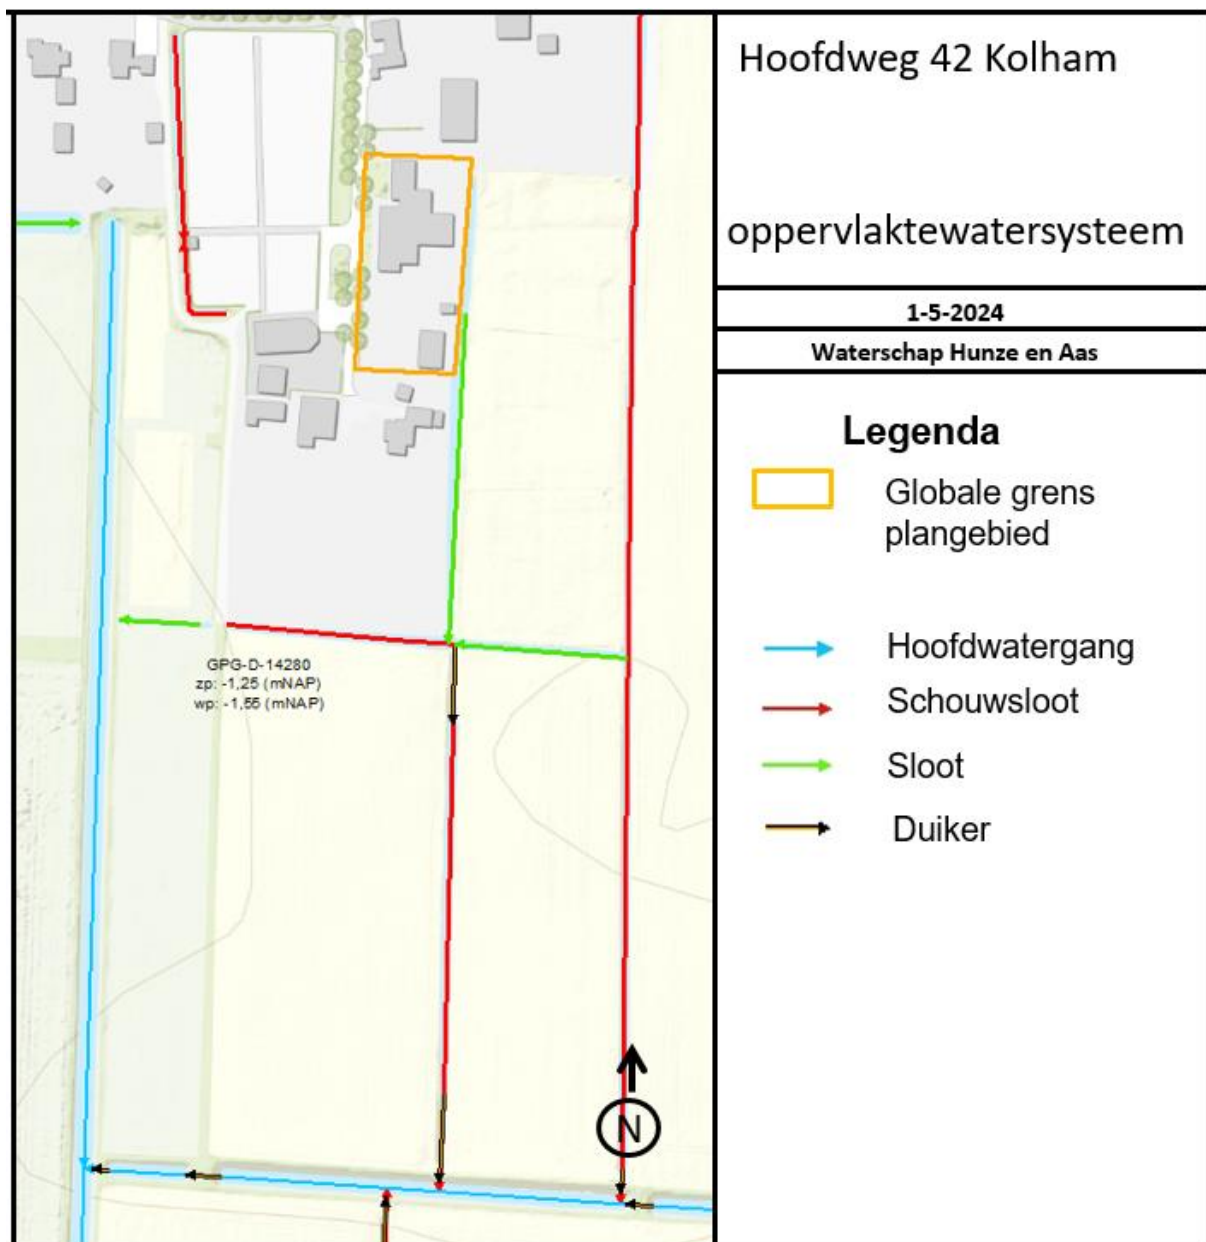 Hoofdweg 42 Kolham
oppervlaktewatersysteem
1-5-2024
Waterschap Hunze en Aas
Legenda
Globale grens
plangebied
Hoofdwatergang
Schouwsloot
Sloot
Duiker
GPG-D-14280
zp: -1,25 (mNAP)
wp: -1,55 (mNAP)
N